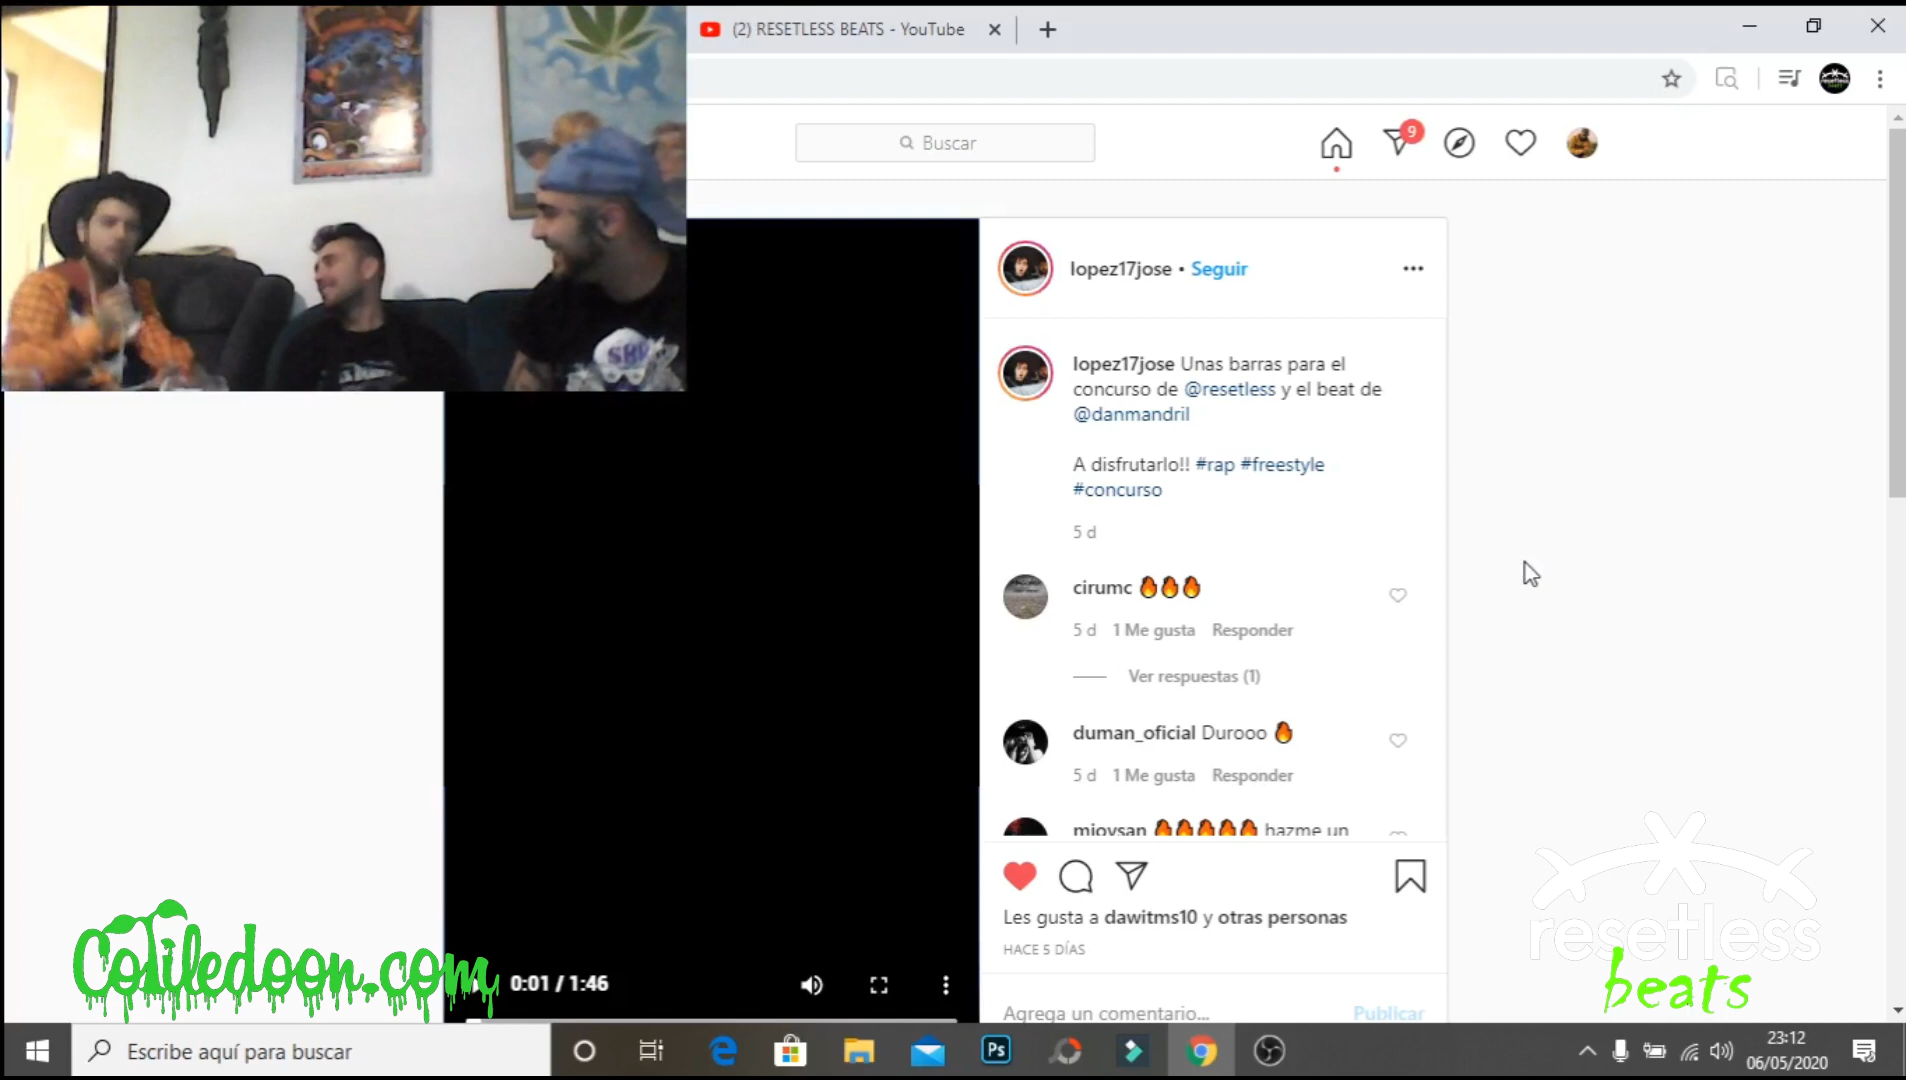 (2) RESETLESS BEATS - YouTube
Buscar
9
lopez17jose • Seguir
lopez17jose Unas barras para el
concurso de @resetless y el beat de
@danmandril
A disfrutarlo!! #rap #freestyle
#concurso
5 d
cirumc 🔥🔥🔥
5 d 1 Me gusta Responder
Ver respuestas (1)
duman_oficial Durooo 🔥
5 d 1 Me gusta Responder
mjoysan 🔥🔥🔥🔥🔥 hazme un
Les gusta a dawitms10 y otras personas
HACE 5 DÍAS
Agrega un comentario...
Publicar
0:01 / 1:46
Cotiledoon.com
resetless
beats
Escribe aquí para buscar
Ps
23:12
06/05/2020